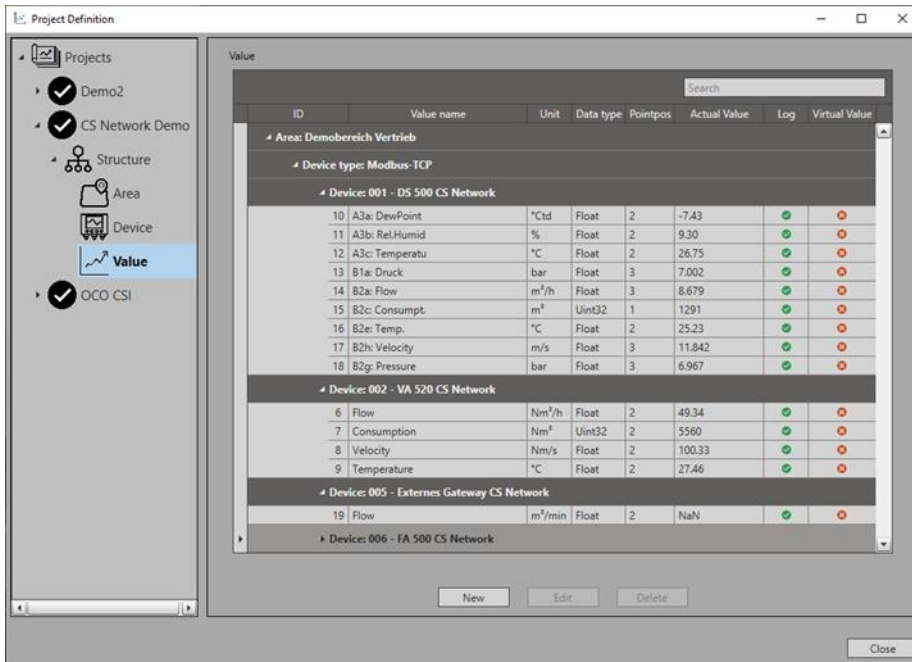 Project Definition
Projects
Demo2
CS Network Demo
Structure
Area
Device
Value
OCO CSI
Value
Search
ID Value name Unit Data type Pointpos Actual Value Log Virtual Value
Area: Demobereich Vertrieb
Device type: Modbus-TCP
Device: 001 - DS 500 CS Network
10 A3a: DewPoint °Ctd Float 2 -7.43
11 A3b: Rel.Humid % Float 2 9.30
12 A3c: Temperatu °C Float 2 26.75
13 B1a: Druck bar Float 3 7.002
14 B2a: Flow m³/h Float 3 8.679
15 B2c: Consumpt. m³ Uint32 1 1291
16 B2e: Temp. °C Float 2 25.23
17 B2h: Velocity m/s Float 3 11.842
18 B2g: Pressure bar Float 3 6.967
Device: 002 - VA 520 CS Network
6 Flow Nm³/h Float 2 49.34
7 Consumption Nm³ Uint32 2 5560
8 Velocity Nm/s Float 2 100.33
9 Temperature °C Float 2 27.46
Device: 005 - Externes Gateway CS Network
19 Flow m³/min Float 2 NaN
Device: 006 - FA 500 CS Network
New Edit Delete
Close